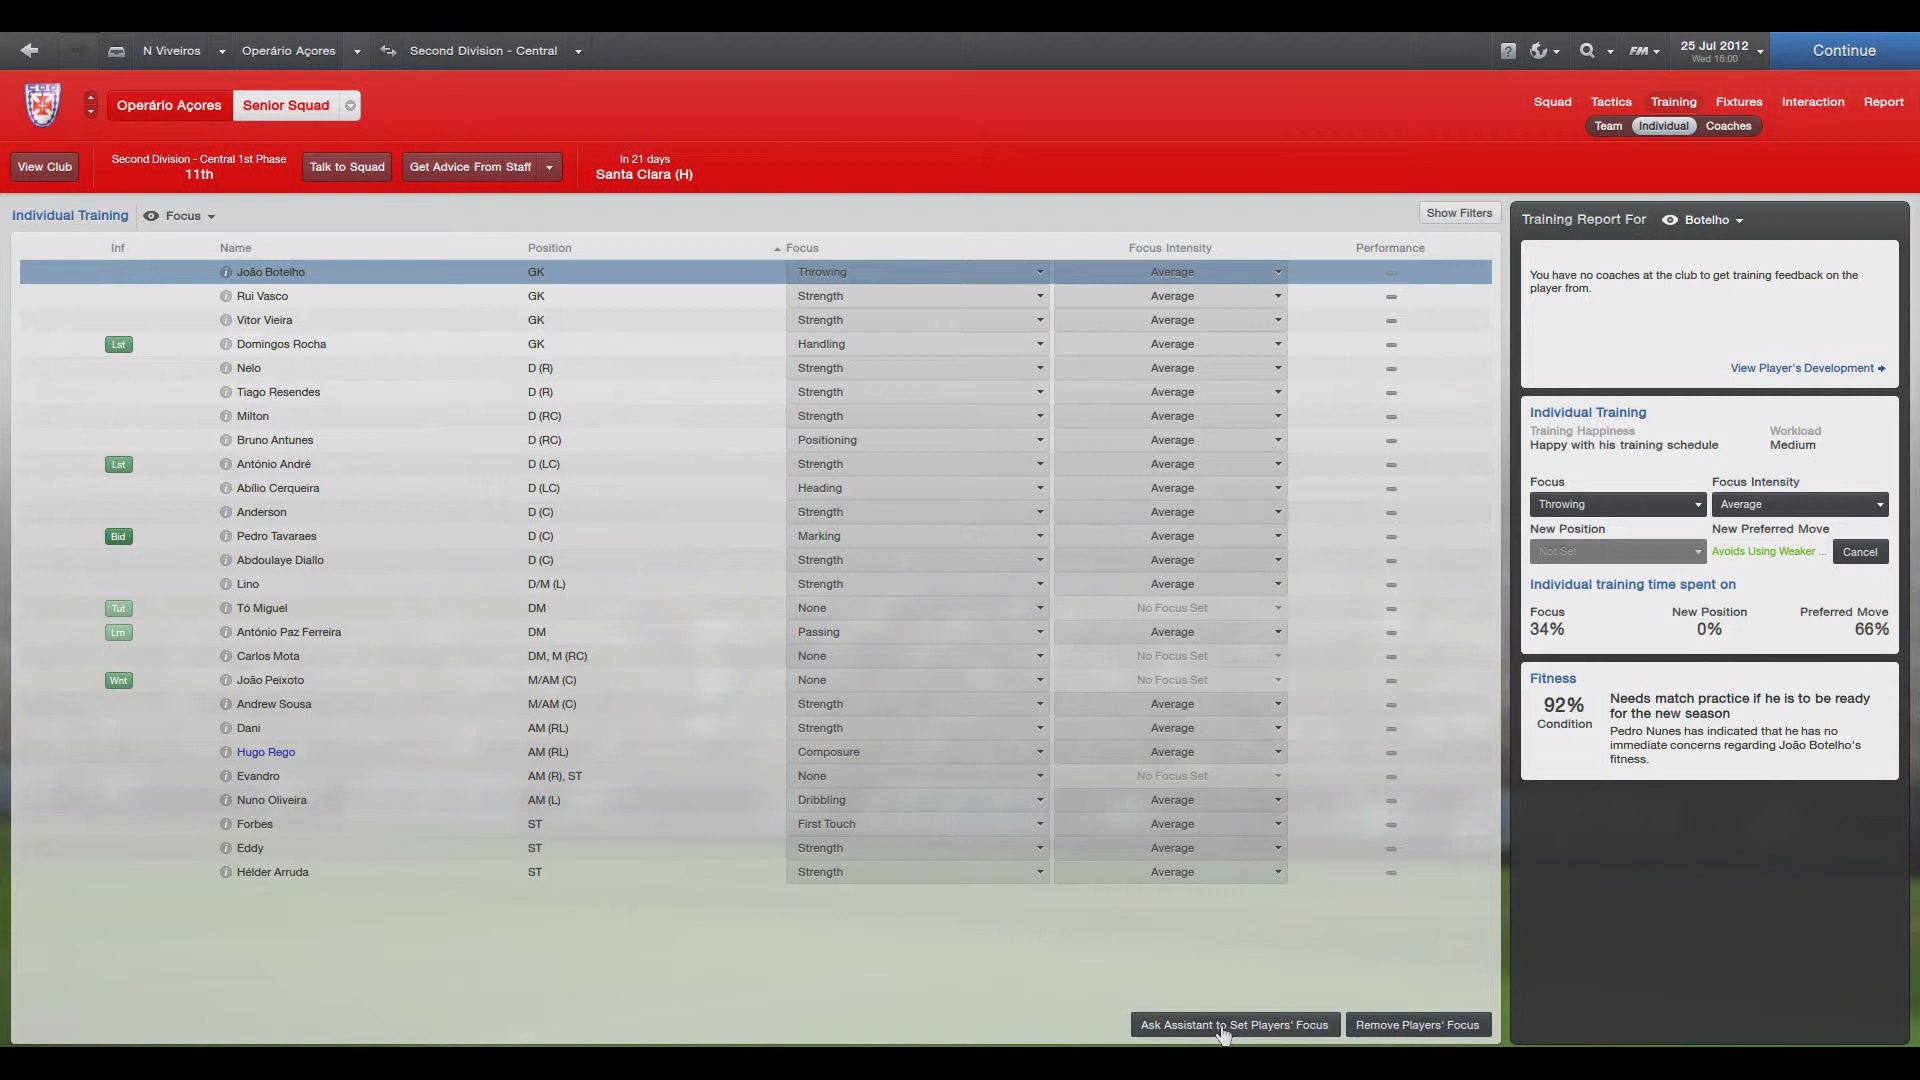 N Viveiros Operário Açores Second Division - Central ? FM 25 Jul 2012 Continue
Wed 16:00
Operário Açores Senior Squad Squad Tactics Training Fixtures Interaction Report
Team Individual Coaches
View Club Second Division - Central 1st Phase Talk to Squad Get Advice From Staff In 21 days
11th Santa Clara (H)
Individual Training Focus Show Filters
Inf Name Position Focus Focus Intensity Performance
João Botelho GK Throwing Average
Rui Vasco GK Strength Average
Vitor Vieira GK Strength Average
Lst Domingos Rocha GK Handling Average
Nelo D (R) Strength Average
Tiago Resendes D (R) Strength Average
Milton D (RC) Strength Average
Bruno Antunes D (RC) Positioning Average
Lst António André D (LC) Strength Average
Abílio Cerqueira D (LC) Heading Average
Anderson D (C) Strength Average
Bid Pedro Tavaraes D (C) Marking Average
Abdoulaye Diallo D (C) Strength Average
Lino D/M (L) Strength Average
Tut Tó Miguel DM None No Focus Set
Lrn António Paz Ferreira DM Passing Average
Carlos Mota DM, M (RC) None No Focus Set
Wnt João Peixoto M/AM (C) None No Focus Set
Andrew Sousa M/AM (C) Strength Average
Dani AM (RL) Strength Average
Hugo Rego AM (RL) Composure Average
Evandro AM (R), ST None No Focus Set
Nuno Oliveira AM (L) Dribbling Average
Forbes ST First Touch Average
Eddy ST Strength Average
Hélder Arruda ST Strength Average
Ask Assistant to Set Players' Focus Remove Players' Focus
Training Report For Botelho
You have no coaches at the club to get training feedback on the
player from.
View Player's Development
Individual Training
Training Happiness Workload
Happy with his training schedule Medium
Focus Focus Intensity
Throwing Average
New Position New Preferred Move
Not Set Avoids Using Weaker ... Cancel
Individual training time spent on
Focus New Position Preferred Move
34% 0% 66%
Fitness
92% Needs match practice if he is to be ready
Condition for the new season
Pedro Nunes has indicated that he has no
immediate concerns regarding João Botelho's
fitness.